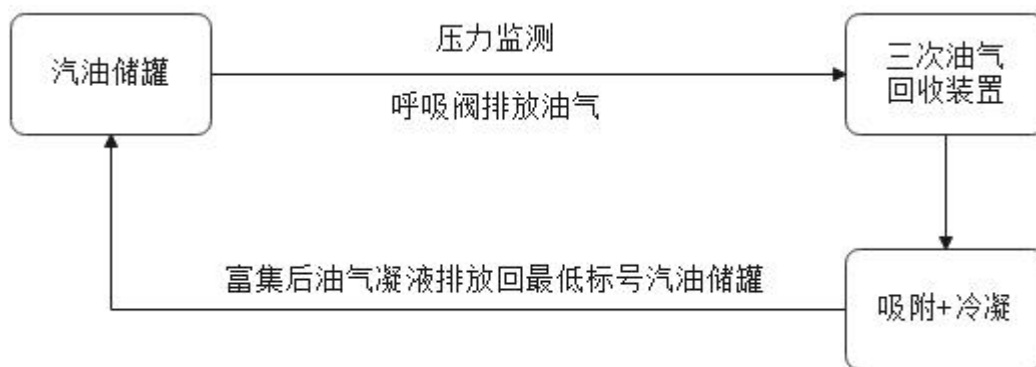 汽油储罐
压力监测
呼吸阀排放油气
三次油气
回收装置
富集后油气凝液排放回最低标号汽油储罐
吸附+冷凝